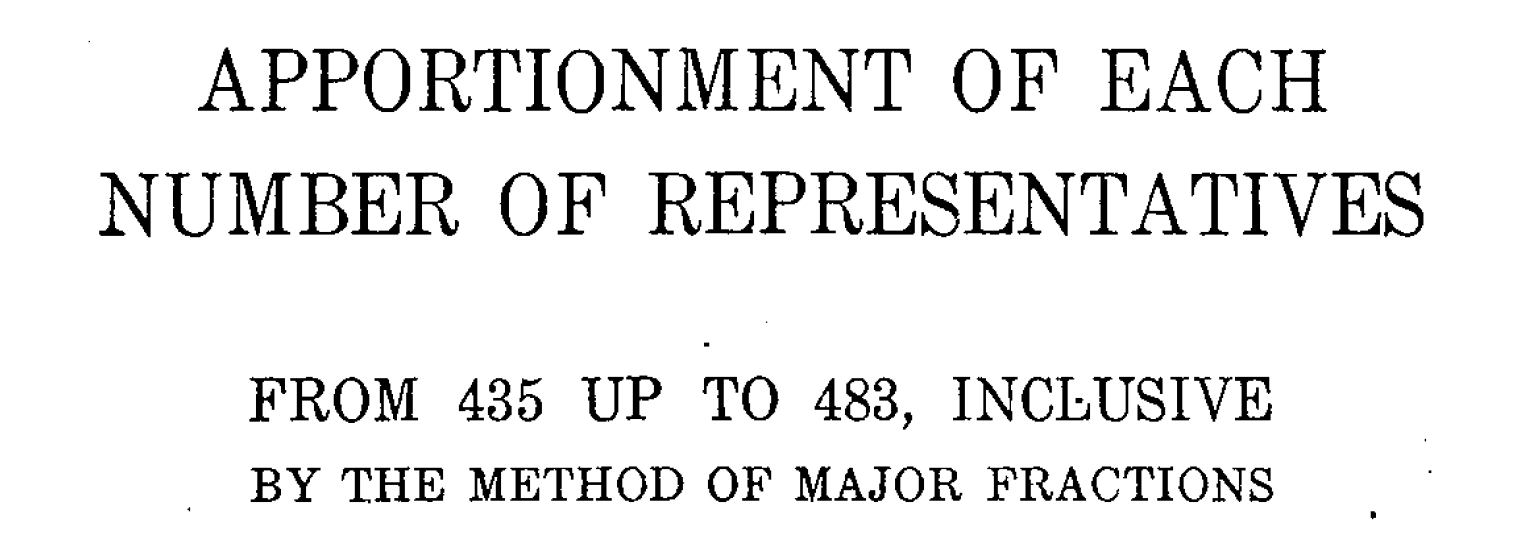 APPORTIONMENT OF EACH
NUMBER OF REPRESENTATIVES
FROM 435 UP TO 483, INCLUSIVE
BY THE METHOD OF MAJOR FRACTIONS